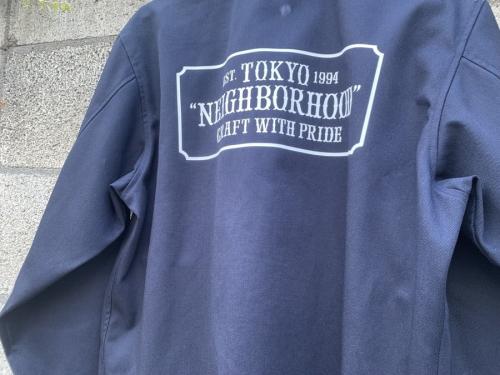 EST. TOKYO 1994
"NEIGHBORHOOD"
CRAFT WITH PRIDE